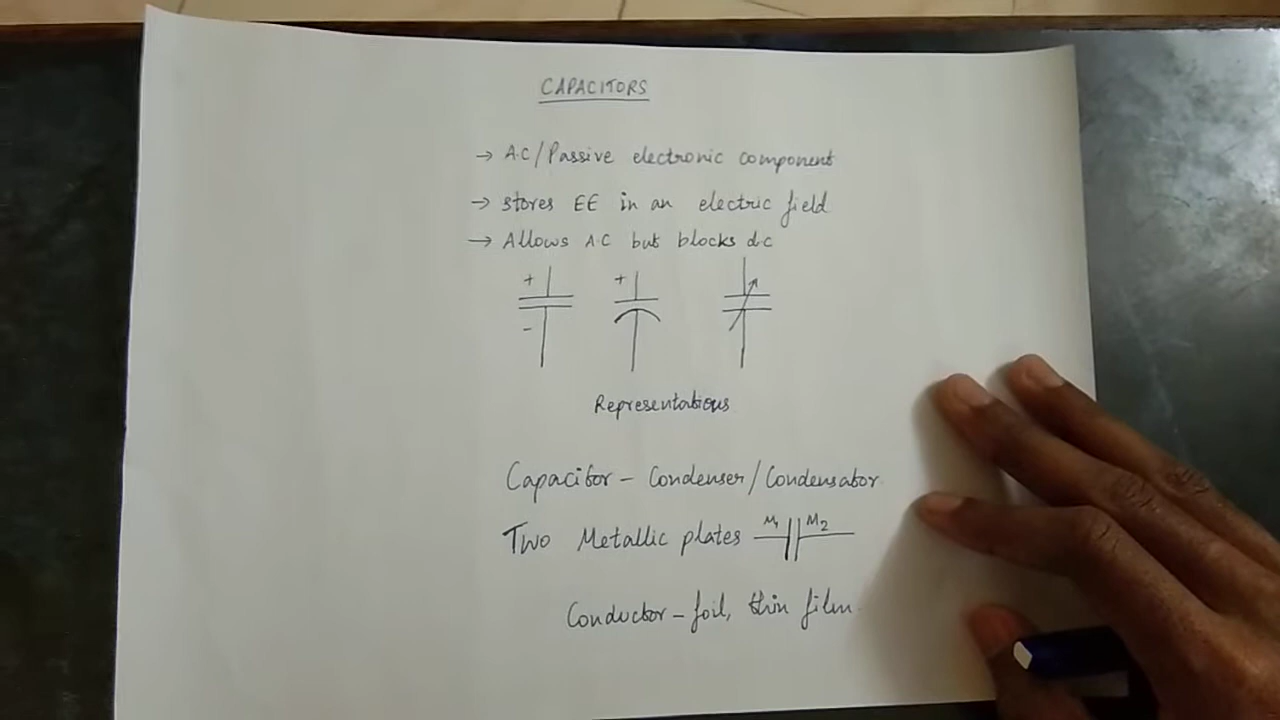 CAPACITORS
→ A.C/Passive electronic component
→ stores EE in an electric field
→ Allows A.C but blocks d.c
+ +
-
Representations
Capacitor - Condenser/Condensator
Two Metallic plates M1 M2
Conductor - foil, thin film